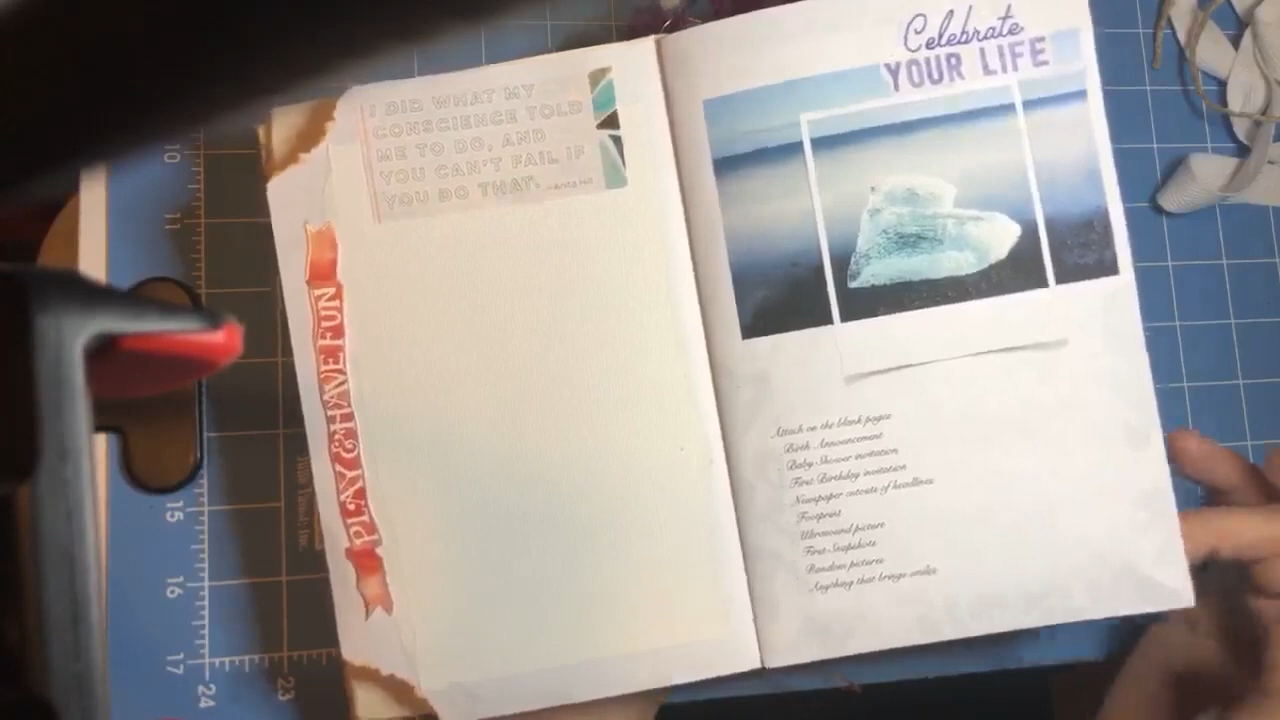 I DID WHAT MY
CONSCIENCE TOLD
ME TO DO, AND
YOU CAN'T FAIL IF
YOU DO THAT.
—Anita Hill
PLAY & HAVE FUN
Celebrate
YOUR LIFE
Attach on the blank pages
Birth Announcement
Baby Shower invitation
First Birthday invitation
Newspaper cutouts of headlines
Footprint
Ultrasound picture
First Snapshots
Random pictures
Anything that brings smiles
10
11
15
16
17
24
23